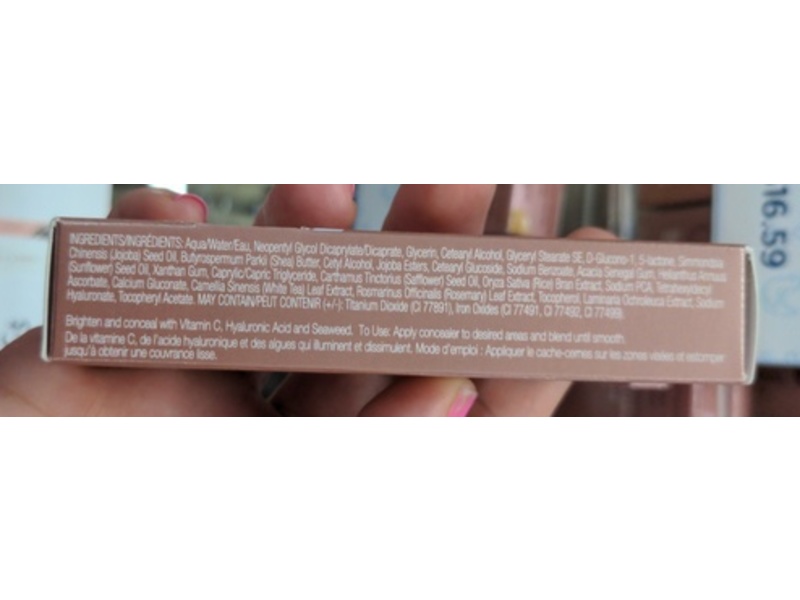 INGREDIENTS/INGRÉDIENTS: Aqua/Water/Eau, Neopentyl Glycol Dicaprylate/Dicaprate, Glycerin, Cetearyl Alcohol, Glyceryl Stearate SE, D-Glucono-1, 5-lactone, Simmondsia
Chinensis (Jojoba) Seed Oil, Butyrospermum Parkii (Shea) Butter, Cetyl Alcohol, Jojoba Esters, Cetearyl Glucoside, Sodium Benzoate, Acacia Senegal Gum, Helianthus Annuus
(Sunflower) Seed Oil, Xanthan Gum, Caprylic/Capric Triglyceride, Carthamus Tinctorius (Safflower) Seed Oil, Oryza Sativa (Rice) Bran Extract, Sodium PCA, Tetrahexyldecyl
Ascorbate, Calcium Gluconate, Camellia Sinensis (White Tea) Leaf Extract, Rosmarinus Officinalis (Rosemary) Leaf Extract, Tocopherol, Laminaria Ochroleuca Extract, Sodium
Hyaluronate, Tocopheryl Acetate. MAY CONTAIN/PEUT CONTENIR (+/-): Titanium Dioxide (CI 77891), Iron Oxides (CI 77491, CI 77492, CI 77499).
Brighten and conceal with Vitamin C, Hyaluronic Acid and Seaweed. To Use: Apply concealer to desired areas and blend until smooth.
De la vitamine C, de l'acide hyaluronique et des algues qui illuminent et dissimulent. Mode d'emploi : Appliquer le cache-cernes sur les zones visées et estomper
jusqu'à obtenir une couvrance lisse.
16.59